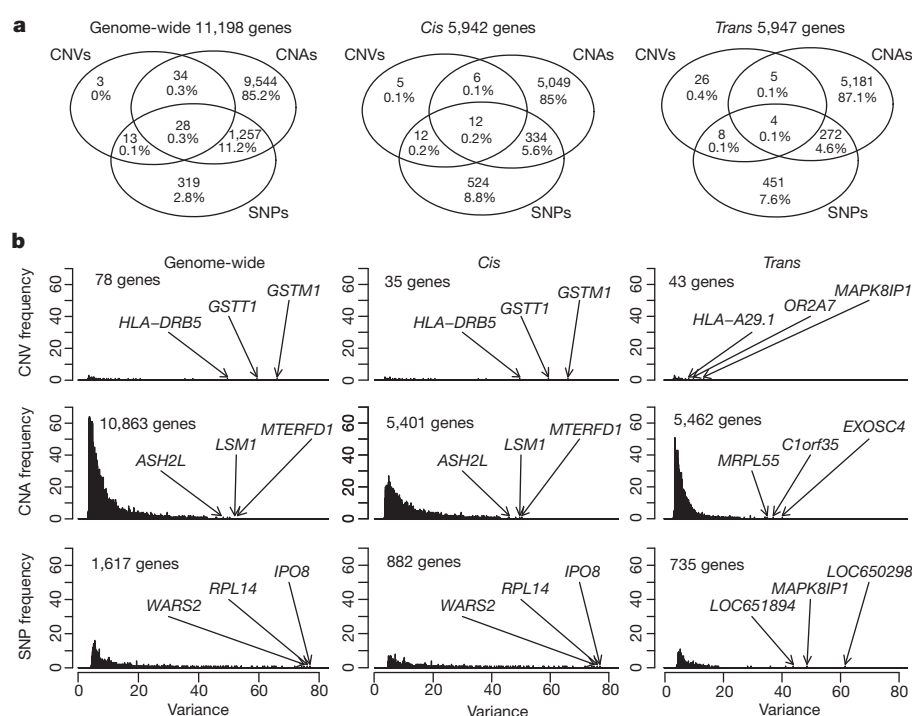 a
Genome-wide 11,198 genes
CNVs
CNAs
3
0%
34
0.3%
9,544
85.2%
13
0.1%
28
0.3%
1,257
11.2%
319
2.8%
SNPs
Cis 5,942 genes
CNVs
CNAs
5
0.1%
6
0.1%
5,049
85%
12
0.2%
12
0.2%
334
5.6%
524
8.8%
SNPs
Trans 5,947 genes
CNVs
CNAs
26
0.4%
5
0.1%
5,181
87.1%
8
0.1%
4
0.1%
272
4.6%
451
7.6%
SNPs
b
Genome-wide
Cis
Trans
CNV frequency
0 20 40 60
78 genes
HLA–DRB5
GSTT1
GSTM1
0 20 40 60
35 genes
HLA–DRB5
GSTT1
GSTM1
0 20 40 60
43 genes
HLA–A29.1
OR2A7
MAPK8IP1
CNA frequency
0 20 40 60
10,863 genes
ASH2L
LSM1
MTERFD1
0 20 40 60
5,401 genes
ASH2L
LSM1
MTERFD1
0 20 40 60
5,462 genes
MRPL55
C1orf35
EXOSC4
SNP frequency
0 20 40 60
1,617 genes
WARS2
RPL14
IPO8
0 20 40 60
882 genes
WARS2
RPL14
IPO8
0 20 40 60
735 genes
LOC651894
MAPK8IP1
LOC650298
0 20 40 60 80
Variance
0 20 40 60 80
Variance
0 20 40 60 80
Variance